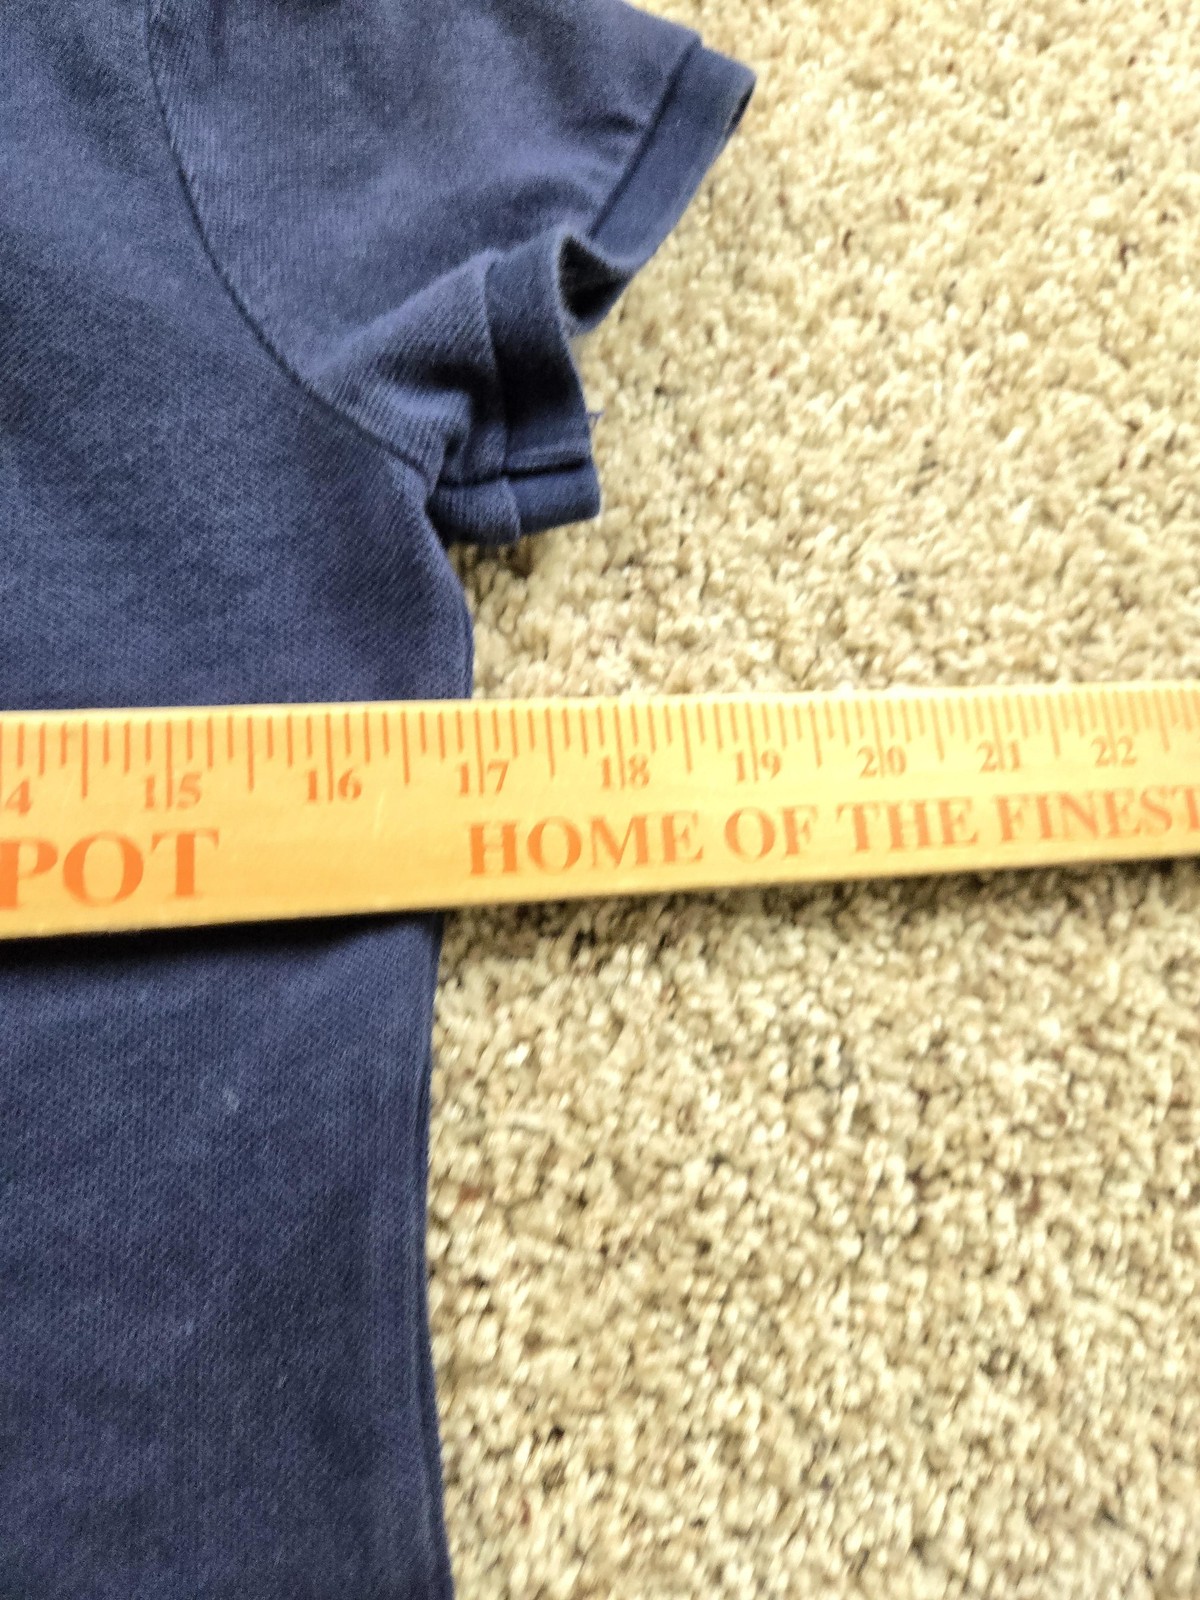 4 15 16 17 18 19 20 21 22
POT HOME OF THE FINEST